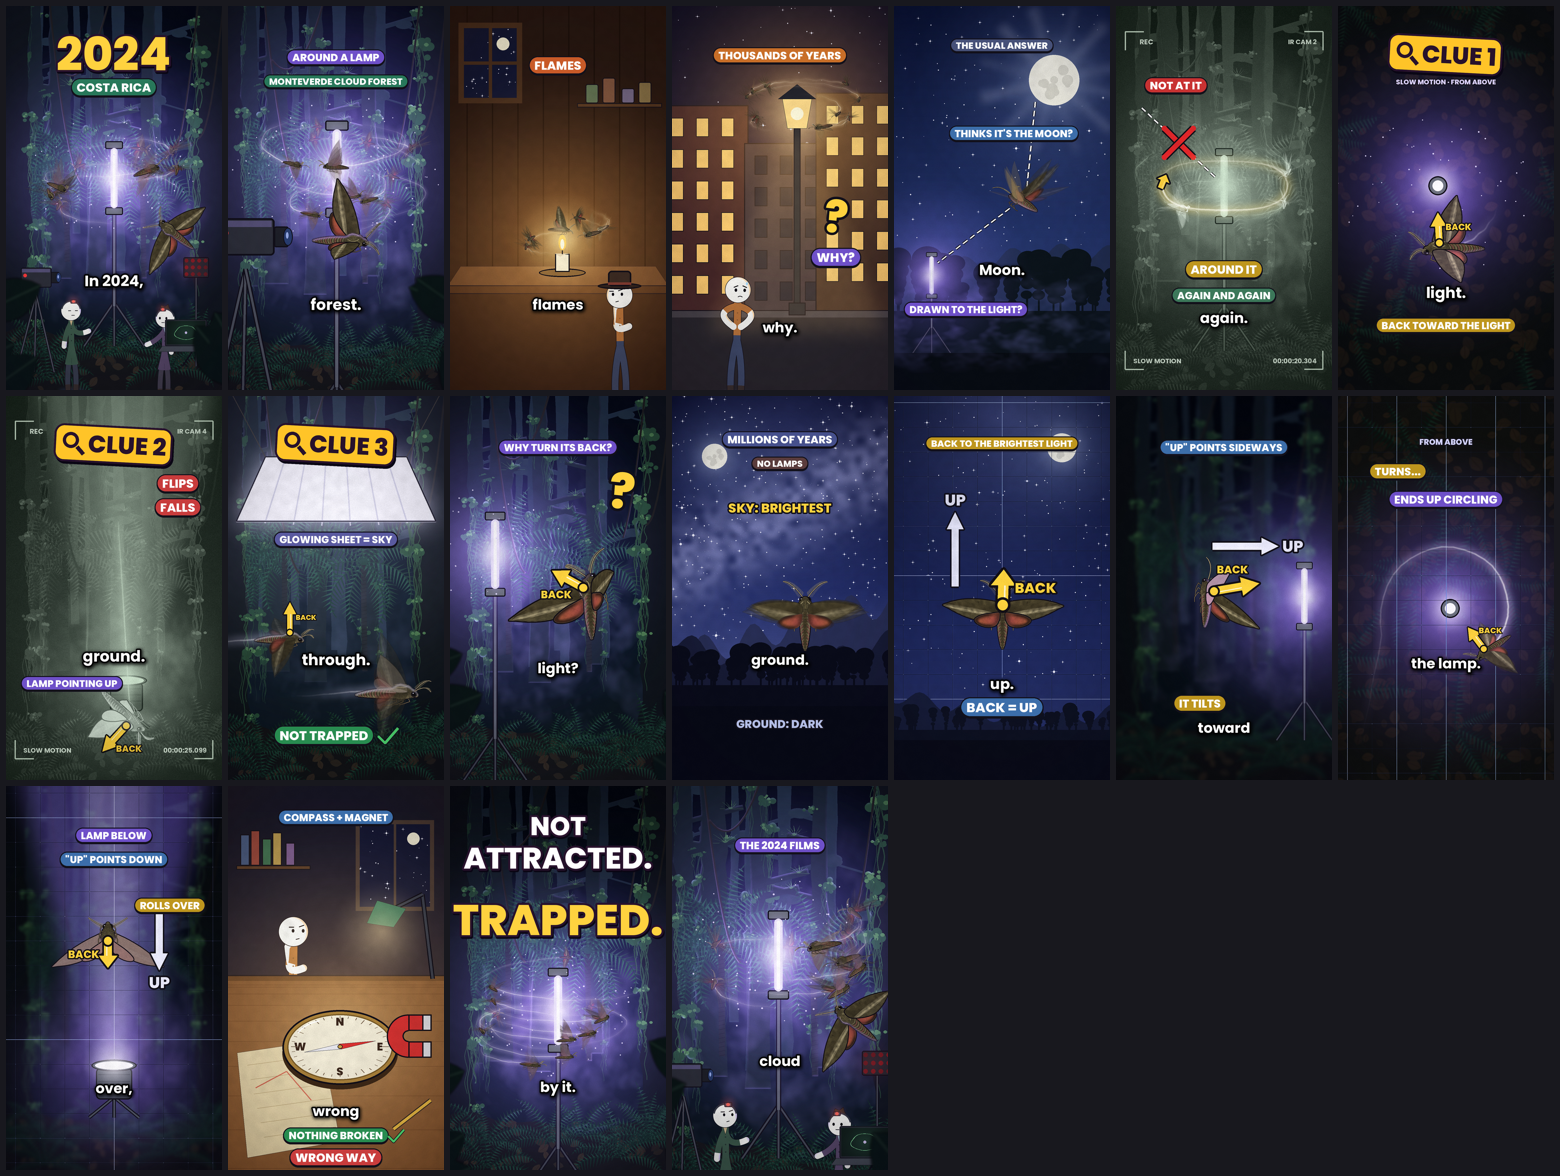 2024
COSTA RICA
In 2024,
AROUND A LAMP
MONTEVERDE CLOUD FOREST
forest.
FLAMES
flames
THOUSANDS OF YEARS
?
WHY?
why.
THE USUAL ANSWER
THINKS IT'S THE MOON?
Moon.
DRAWN TO THE LIGHT?
REC
IR CAM 2
NOT AT IT
AROUND IT
AGAIN AND AGAIN
again.
SLOW MOTION
00:00:20.304
CLUE 1
SLOW MOTION · FROM ABOVE
BACK
light.
BACK TOWARD THE LIGHT
REC
IR CAM 4
CLUE 2
FLIPS
FALLS
ground.
LAMP POINTING UP
BACK
SLOW MOTION
00:00:25.099
CLUE 3
GLOWING SHEET = SKY
BACK
through.
NOT TRAPPED
WHY TURN ITS BACK?
?
BACK
light?
MILLIONS OF YEARS
NO LAMPS
SKY: BRIGHTEST
ground.
GROUND: DARK
BACK TO THE BRIGHTEST LIGHT
UP
BACK
up.
BACK = UP
"UP" POINTS SIDEWAYS
UP
BACK
IT TILTS
toward
FROM ABOVE
TURNS...
ENDS UP CIRCLING
BACK
the lamp.
LAMP BELOW
"UP" POINTS DOWN
ROLLS OVER
BACK
UP
over,
COMPASS + MAGNET
N
W
E
S
wrong
NOTHING BROKEN
WRONG WAY
NOT
ATTRACTED.
TRAPPED.
by it.
THE 2024 FILMS
cloud